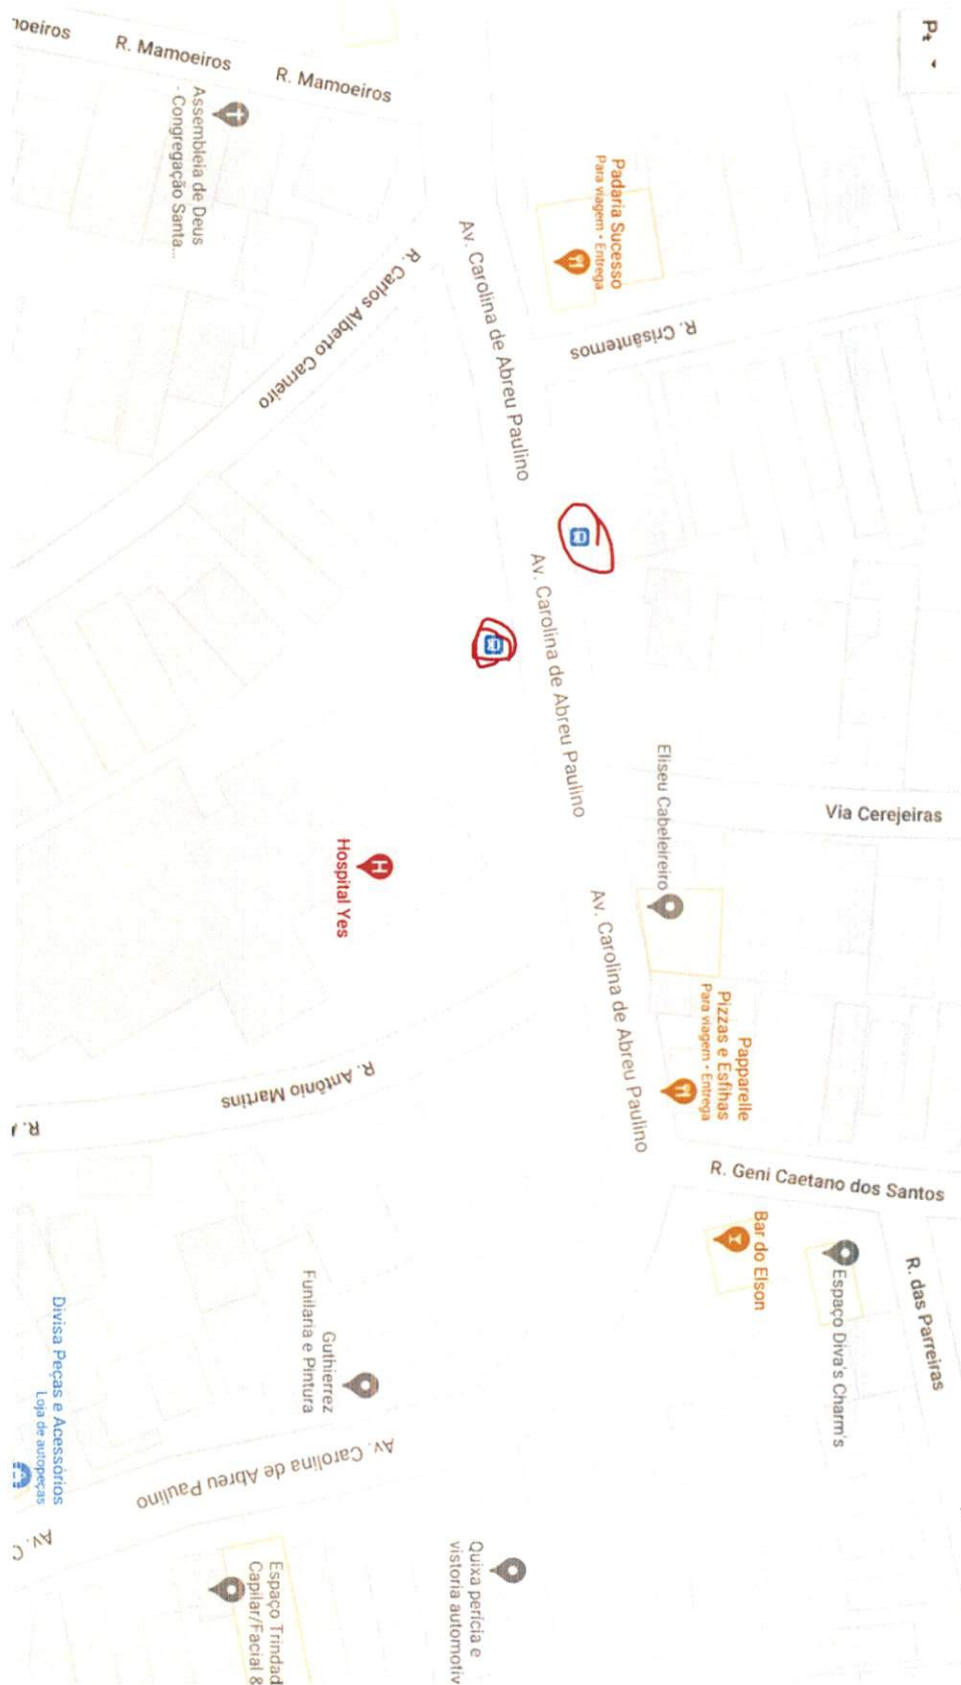 R. Mamoeiros
R. Mamoeiros
Assembleia de Deus
- Congregação Santa...
Padaria Sucesso
Para viagem • Entrega
R. Crisântemos
R. Carlos Alberto Carneiro
Av. Carolina de Abreu Paulino
Av. Carolina de Abreu Paulino
Eliseu Cabeleireiro
Via Cerejeiras
Hospital Yes
Av. Carolina de Abreu Paulino
Papparelle
Pizzas e Esfihas
Para viagem • Entrega
R. Antônio Martins
R.
R. Geni Caetano dos Santos
Bar do Elson
Espaço Diva's Charm's
R. das Parreiras
Guthierrez
Funilaria e Pintura
Divisa Peças e Acessórios
Loja de autopeças
Av. Carolina de Abreu Paulino
Av. C
Quixa perícia e
vistoria automotiv
Espaço Trindad
Capilar/Facial &